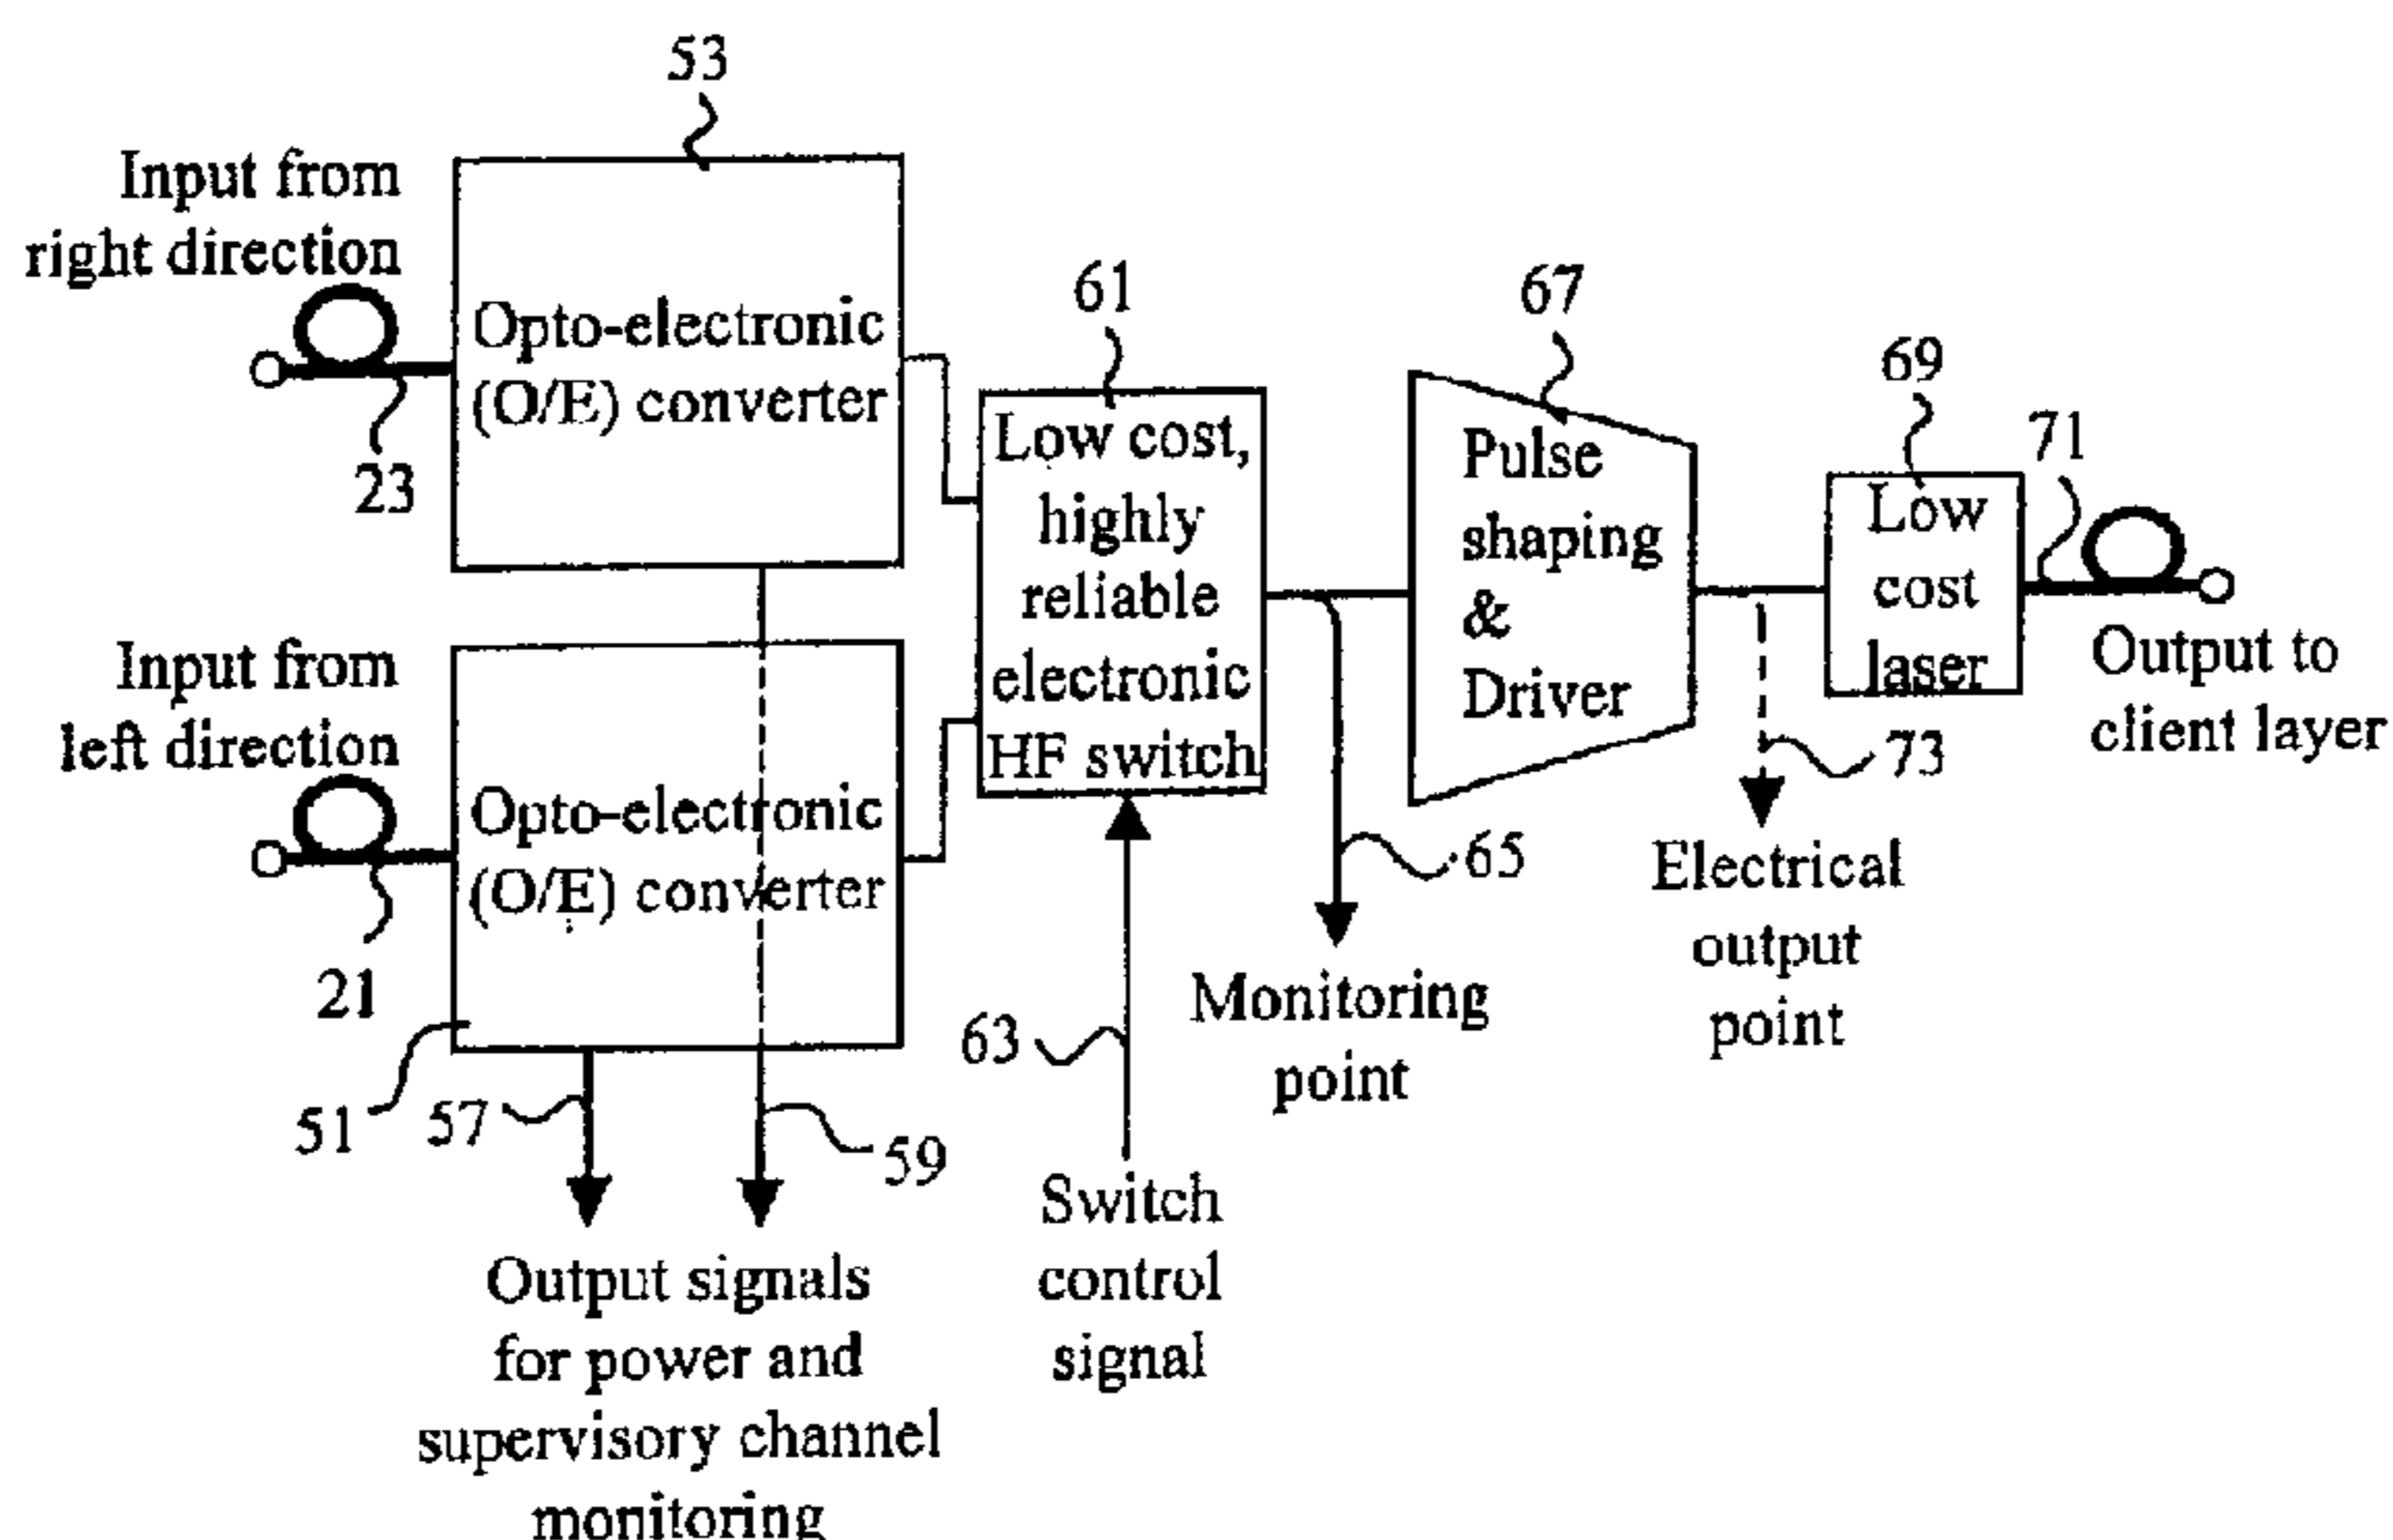 53
Input from
right direction
23
Opto-electronic
(O/E) converter
61
Low cost,
highly
reliable
electronic
HF switch
67
Pulse
shaping
&
Driver
69
Low
cost
laser
71
Output to
client layer
73
Electrical
output
point
65
Monitoring
point
Input from
left direction
21
Opto-electronic
(O/E) converter
51
57
59
63
Output signals
for power and
supervisory channel
monitoring
Switch
control
signal